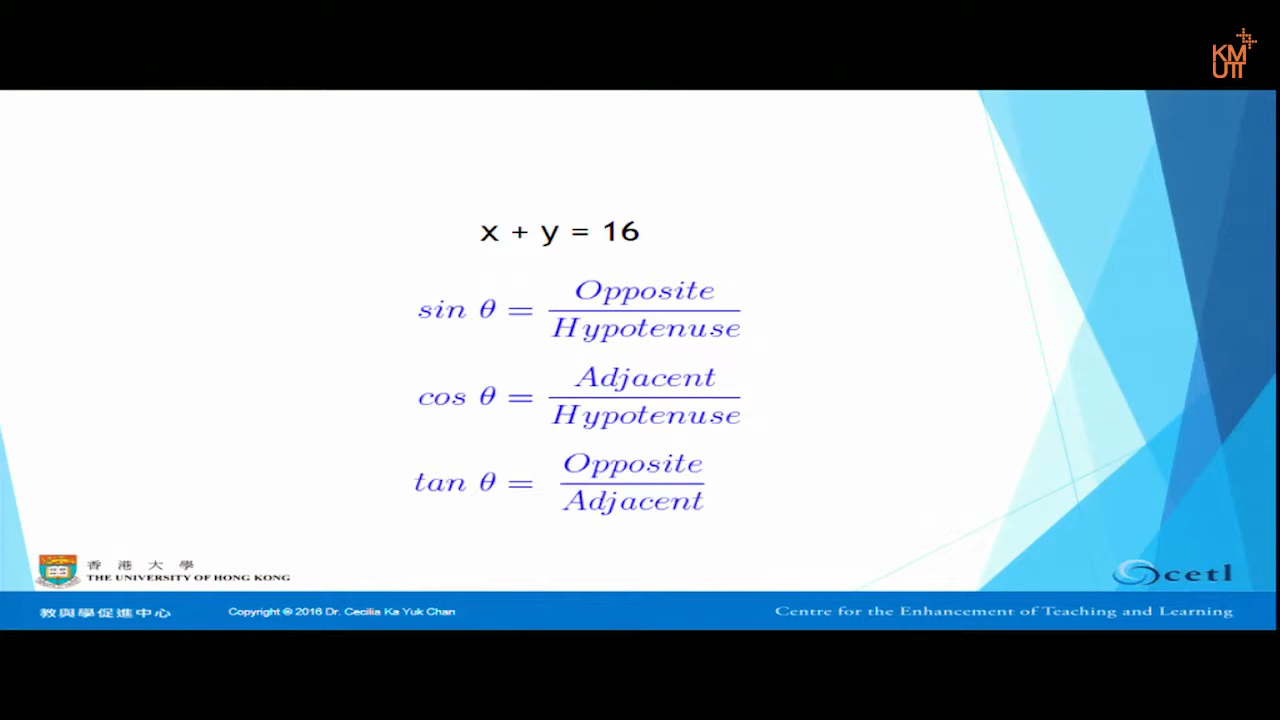 KM
UTT
x + y = 16
sin θ = Opposite / Hypotenuse
cos θ = Adjacent / Hypotenuse
tan θ = Opposite / Adjacent
香港大學
THE UNIVERSITY OF HONG KONG
cetl
教與學促進中心 Copyright © 2016 Dr. Cecilia Ka Yuk Chan Centre for the Enhancement of Teaching and Learning